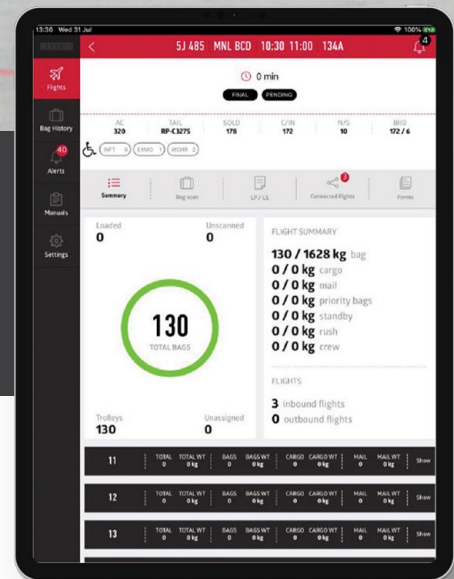 13:36 Wed 31 Jul
100%
5J 485 MNL BCD 10:30 11:00 134A
4
0 min
FINAL PENDING
Flights
Bag History
40
Alerts
Manuals
Settings
AC TAIL SOLD C/IN N/S BRD
320 RP-C3275 178 172 10 172 / 6
INFT 6 EXMO 1 WCHR 2
3
Summary Bag scan LP / LS Connected flights Forms
Loaded Unscanned
0 0
130
TOTAL BAGS
Trolleys Unassigned
130 0
FLIGHT SUMMARY
130 / 1628 kg bag
0 / 0 kg cargo
0 / 0 kg mail
0 / 0 kg priority bags
0 / 0 kg standby
0 / 0 kg rush
0 / 0 kg crew
FLIGHTS
3 inbound flights
0 outbound flights
11 TOTAL TOTAL WT BAGS BAGS WT CARGO CARGO WT MAIL MAIL WT Show
0 0 kg 0 0 kg 0 0 kg 0 0 kg
12 TOTAL TOTAL WT BAGS BAGS WT CARGO CARGO WT MAIL MAIL WT Show
0 0 kg 0 0 kg 0 0 kg 0 0 kg
13 TOTAL TOTAL WT BAGS BAGS WT CARGO CARGO WT MAIL MAIL WT Show
0 0 kg 0 0 kg 0 0 kg 0 0 kg